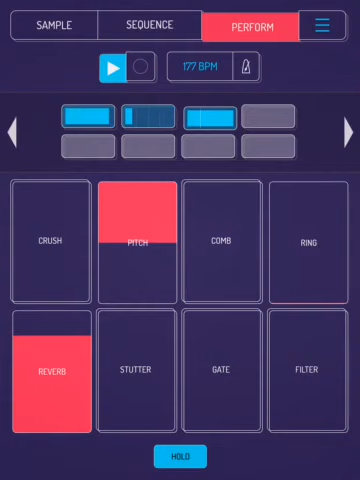 SAMPLE SEQUENCE PERFORM
177 BPM
CRUSH PITCH COMB RING
REVERB STUTTER GATE FILTER
HOLD